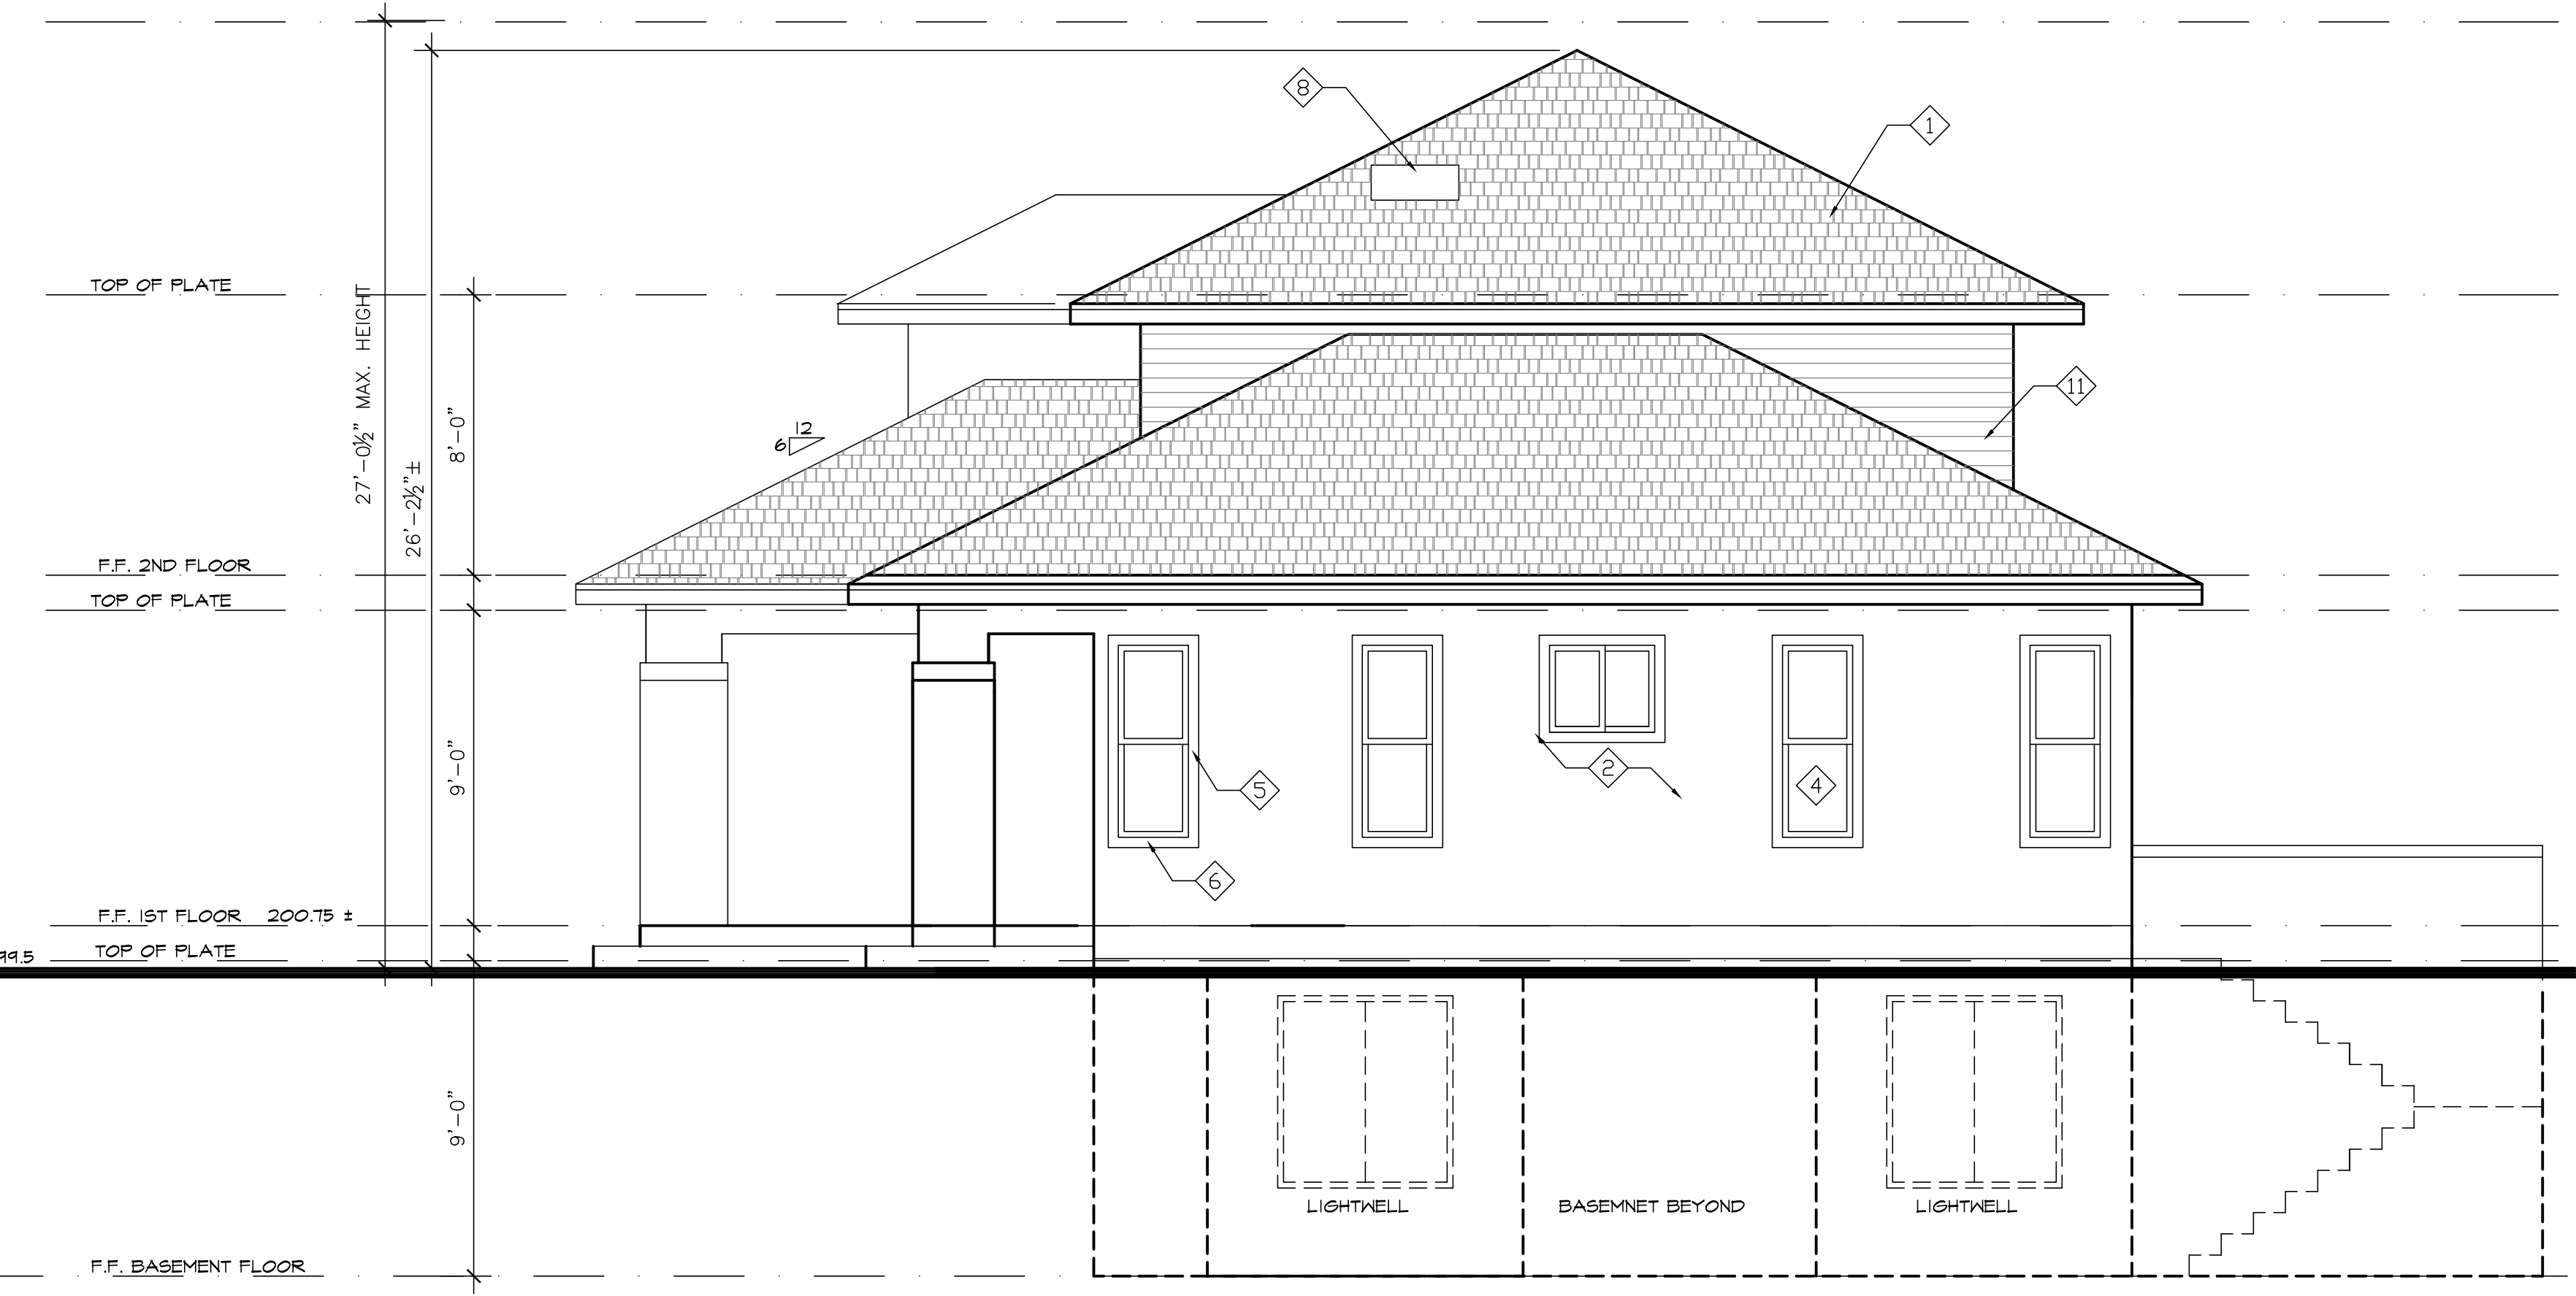 8
1
TOP OF PLATE
27'-0½" MAX. HEIGHT
11
8'-0"
12
6
26'-2½"±
F.F. 2ND FLOOR
TOP OF PLATE
9'-0"
2
5
4
6
F.F. 1ST FLOOR 200.75 ±
99.5
TOP OF PLATE
9'-0"
LIGHTWELL
BASEMNET BEYOND
LIGHTWELL
F.F. BASEMENT FLOOR